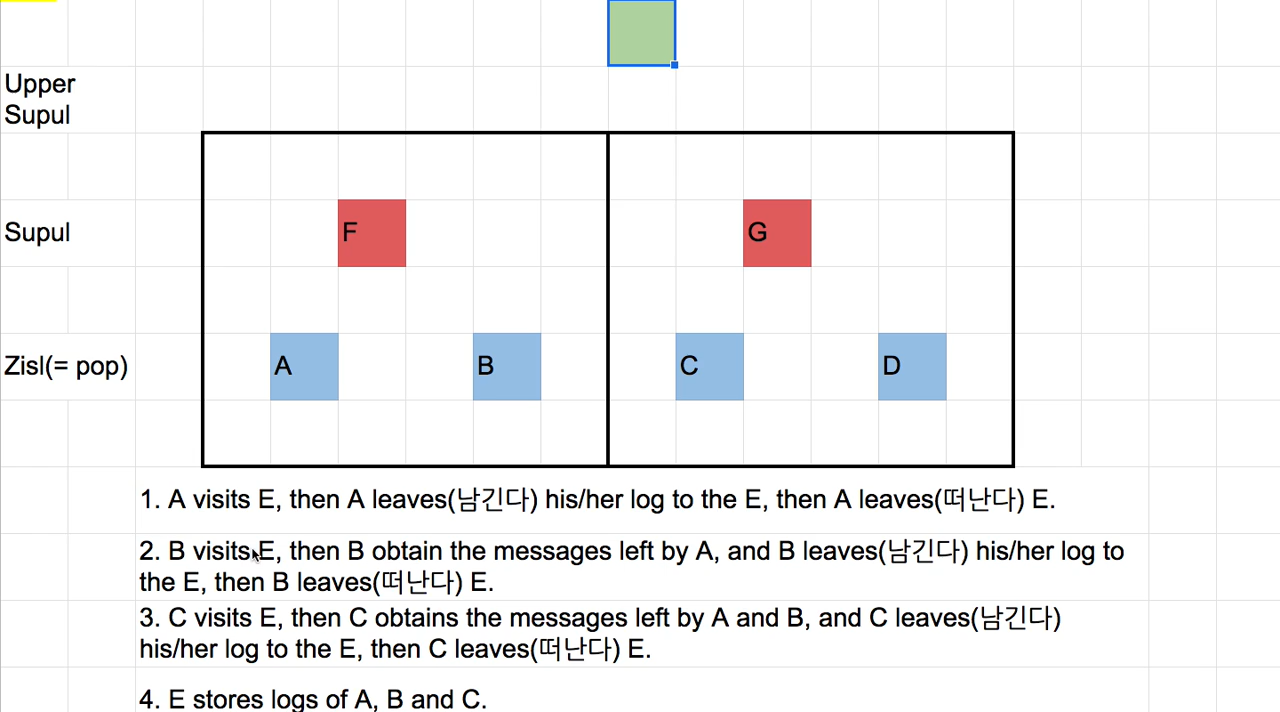 Upper
Supul
Supul
F
G
Zisl(= pop)
A
B
C
D
1. A visits E, then A leaves(남긴다) his/her log to the E, then A leaves(떠난다) E.
2. B visits E, then B obtain the messages left by A, and B leaves(남긴다) his/her log to
the E, then B leaves(떠난다) E.
3. C visits E, then C obtains the messages left by A and B, and C leaves(남긴다)
his/her log to the E, then C leaves(떠난다) E.
4. E stores logs of A, B and C.